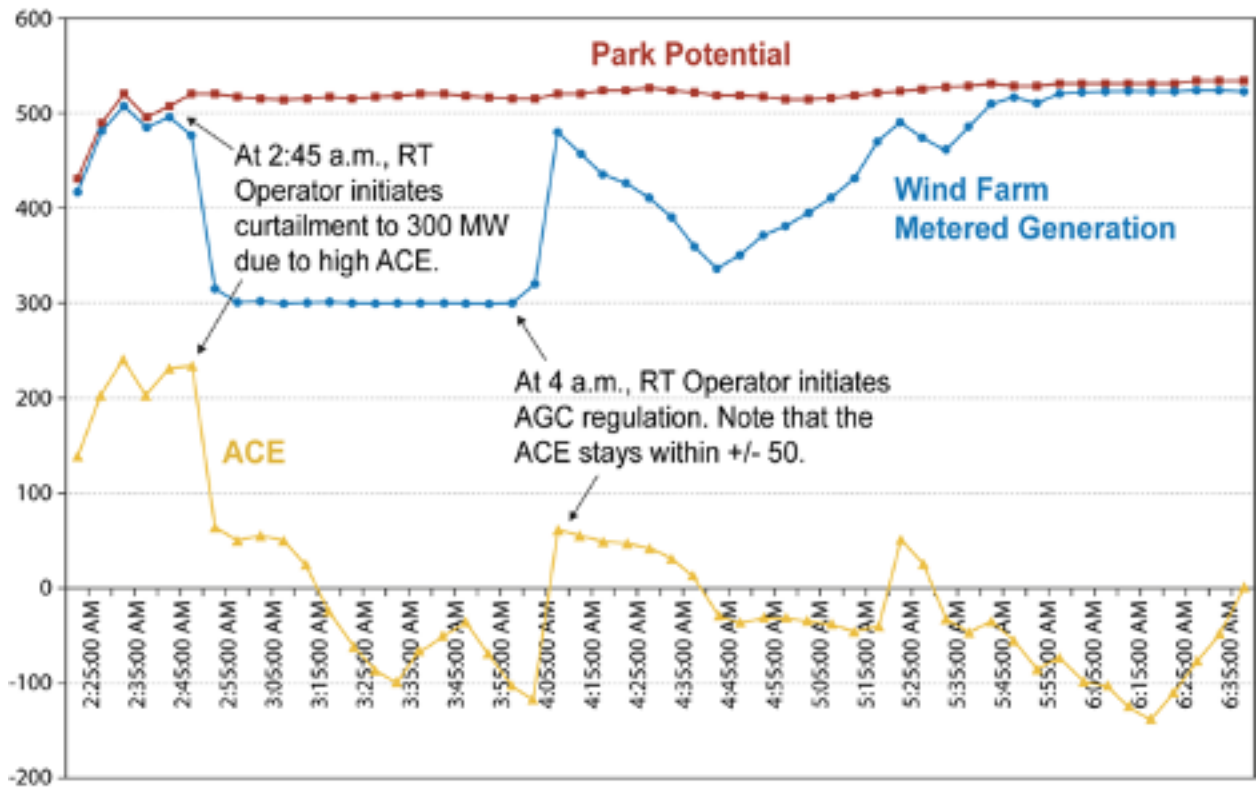 600
Park Potential
500
At 2:45 a.m., RT
Operator initiates
curtailment to 300 MW
due to high ACE.
Wind Farm
Metered Generation
400
300
At 4 a.m., RT Operator initiates
AGC regulation. Note that the
ACE stays within +/- 50.
200
ACE
100
0
2:25:00 AM
2:35:00 AM
2:45:00 AM
2:55:00 AM
3:05:00 AM
3:15:00 AM
3:25:00 AM
3:35:00 AM
3:45:00 AM
3:55:00 AM
4:05:00 AM
4:15:00 AM
4:25:00 AM
4:35:00 AM
4:45:00 AM
4:55:00 AM
5:05:00 AM
5:15:00 AM
5:25:00 AM
5:35:00 AM
5:45:00 AM
5:55:00 AM
6:05:00 AM
6:15:00 AM
6:25:00 AM
6:35:00 AM
-100
-200